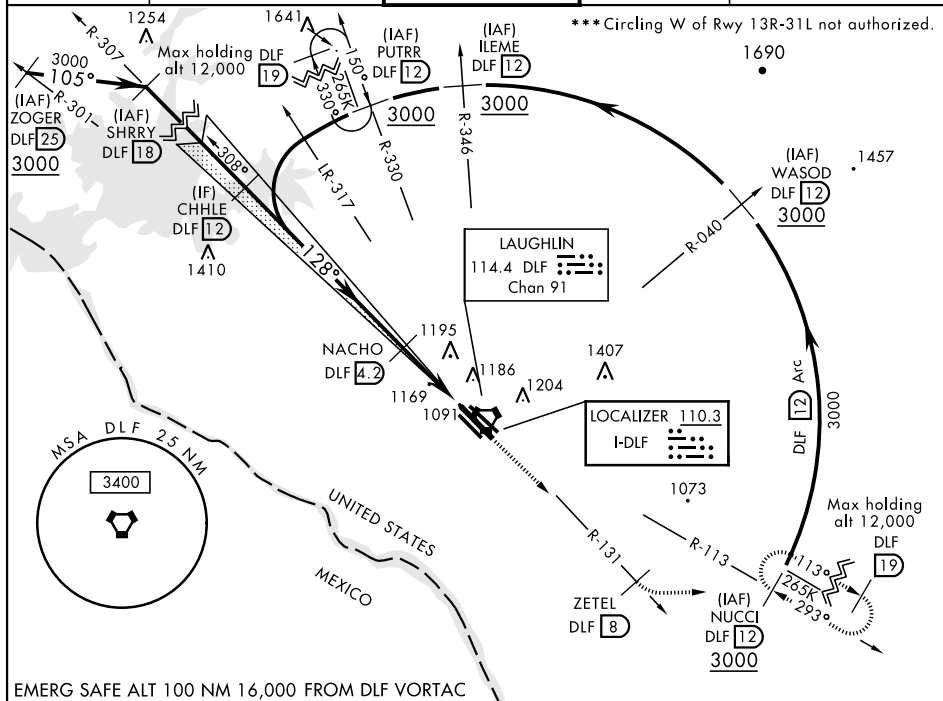 ***Circling W of Rwy 13R-31L not authorized.
1254
R-307
3000
105°
R-301
(IAF)
ZOGER
DLF 25
3000
(IAF)
SHRRY
DLF 18
Max holding
alt 12,000
1641
DLF
19
150°
265K
330°
(IAF)
PUTRR
DLF 12
3000
(IAF)
ILEME
DLF 12
3000
1690
1457
(IAF)
WASOD
DLF 12
3000
R-346
R-330
LR-317
R-040
308°
(IF)
CHHLE
DLF 12
1410
128°
LAUGHLIN
114.4 DLF
Chan 91
NACHO
DLF 4.2
1195
1186
1407
1204
1169
1091
LOCALIZER 110.3
I-DLF
DLF 12 Arc
3000
1073
MSA DLF 25 NM
3400
UNITED STATES
MEXICO
R-131
R-113
ZETEL
DLF 8
Max holding
alt 12,000
DLF
19
113°
265K
293°
(IAF)
NUCCI
DLF 12
3000
EMERG SAFE ALT 100 NM 16,000 FROM DLF VORTAC